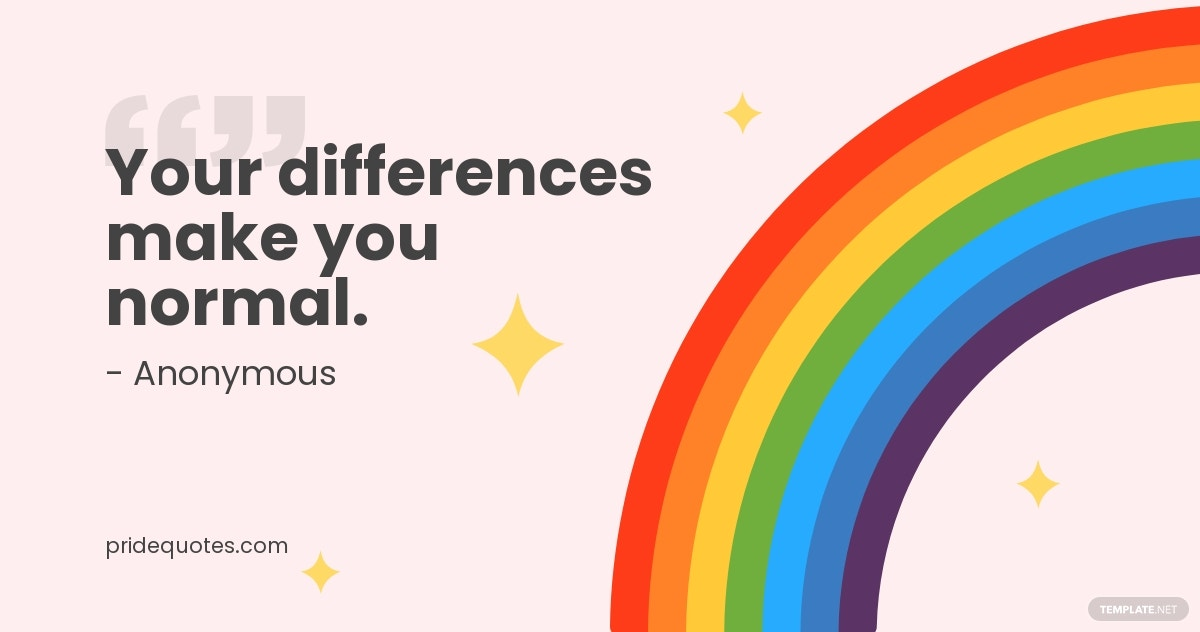 Your differences
make you
normal.
- Anonymous
pridequotes.com
TEMPLATE.NET